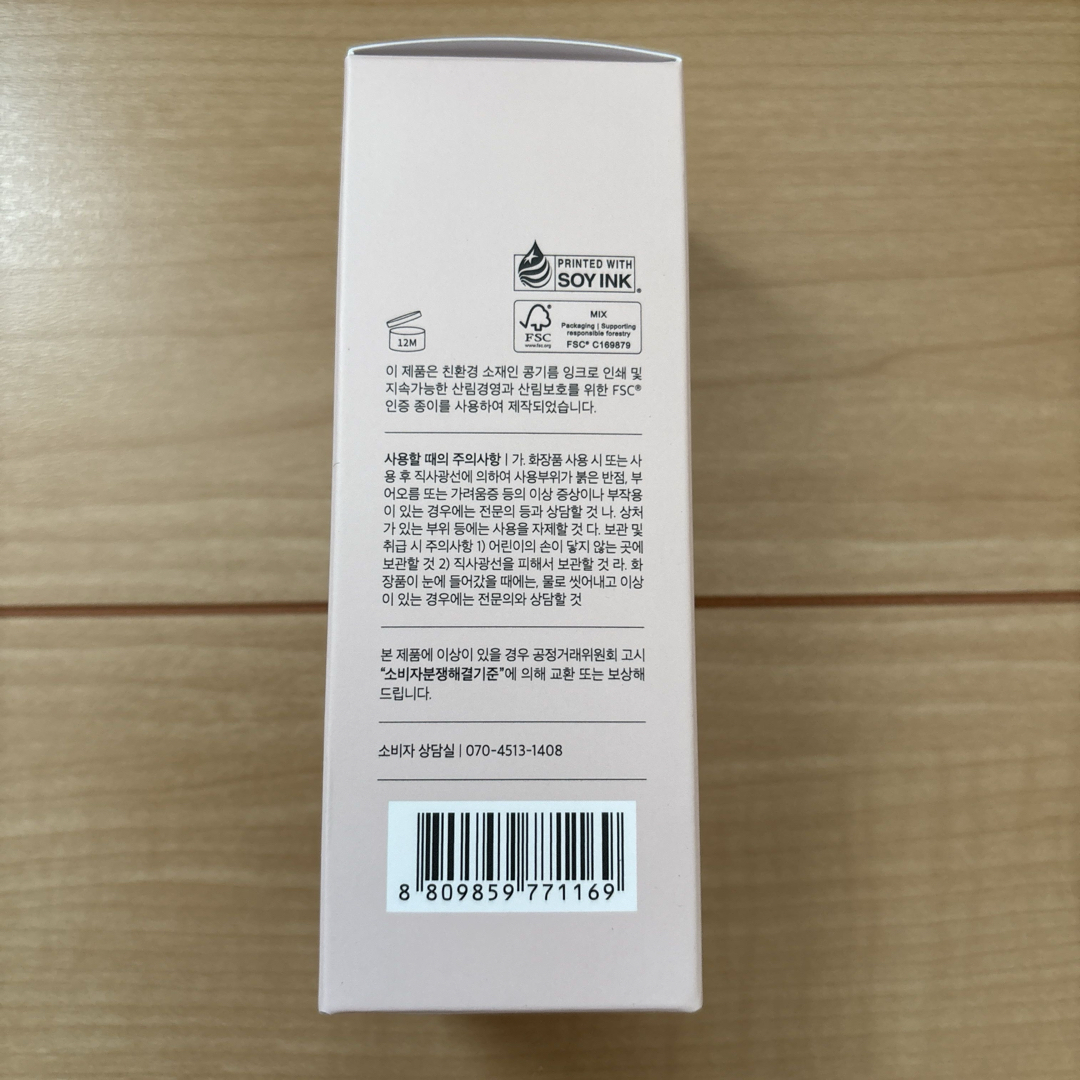 PRINTED WITH
SOY INK
MIX
Packaging | Supporting
responsible forestry
FSC
www.fsc.org
FSC® C169879
12M
이 제품은 친환경 소재인 콩기름 잉크로 인쇄 및
지속가능한 산림경영과 산림보호를 위한 FSC®
인증 종이를 사용하여 제작되었습니다.
사용할 때의 주의사항 | 가. 화장품 사용 시 또는 사
용 후 직사광선에 의하여 사용부위가 붉은 반점, 부
어오름 또는 가려움증 등의 이상 증상이나 부작용
이 있는 경우에는 전문의 등과 상담할 것 나. 상처
가 있는 부위 등에는 사용을 자제할 것 다. 보관 및
취급 시 주의사항 1) 어린이의 손이 닿지 않는 곳에
보관할 것 2) 직사광선을 피해서 보관할 것 라. 화
장품이 눈에 들어갔을 때에는, 물로 씻어내고 이상
이 있는 경우에는 전문의와 상담할 것
본 제품에 이상이 있을 경우 공정거래위원회 고시
“소비자분쟁해결기준”에 의해 교환 또는 보상해
드립니다.
소비자 상담실 | 070-4513-1408
8 809859 771169